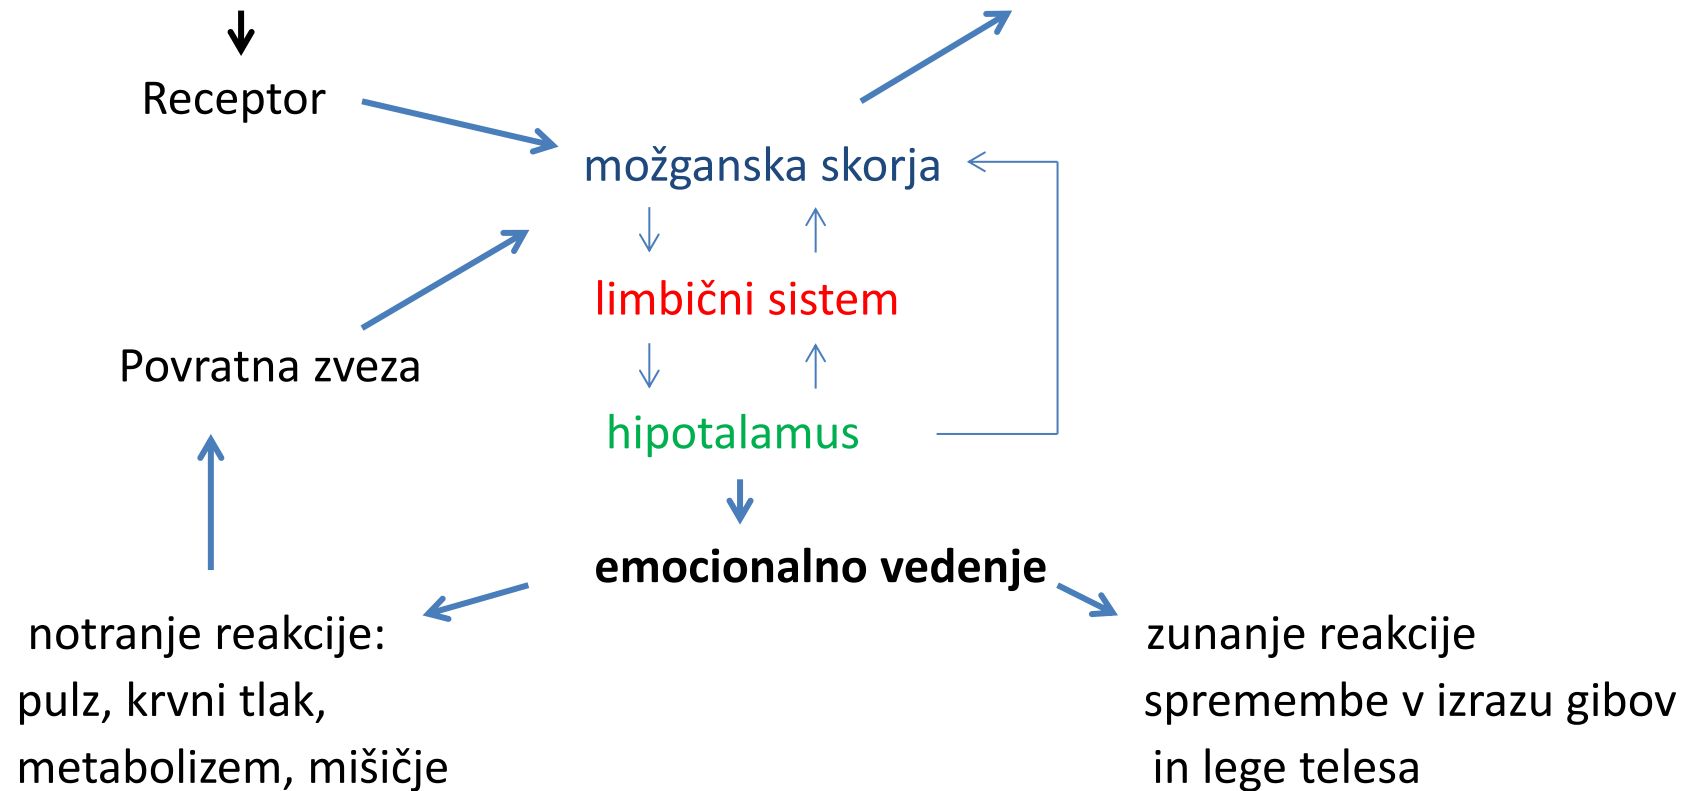 Receptor
možganska skorja
limbični sistem
Povratna zveza
hipotalamus
emocionalno vedenje
notranje reakcije:
pulz, krvni tlak,
metabolizem, mišičje
zunanje reakcije
spremembe v izrazu gibov
in lege telesa